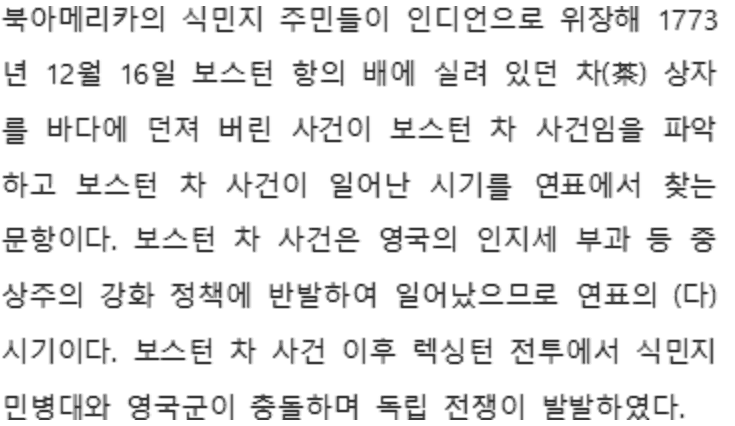 북아메리카의 식민지 주민들이 인디언으로 위장해 1773
년 12월 16일 보스턴 항의 배에 실려 있던 차(茶) 상자
를 바다에 던져 버린 사건이 보스턴 차 사건임을 파악
하고 보스턴 차 사건이 일어난 시기를 연표에서 찾는
문항이다. 보스턴 차 사건은 영국의 인지세 부과 등 중
상주의 강화 정책에 반발하여 일어났으므로 연표의 (다)
시기이다. 보스턴 차 사건 이후 렉싱턴 전투에서 식민지
민병대와 영국군이 충돌하며 독립 전쟁이 발발하였다.